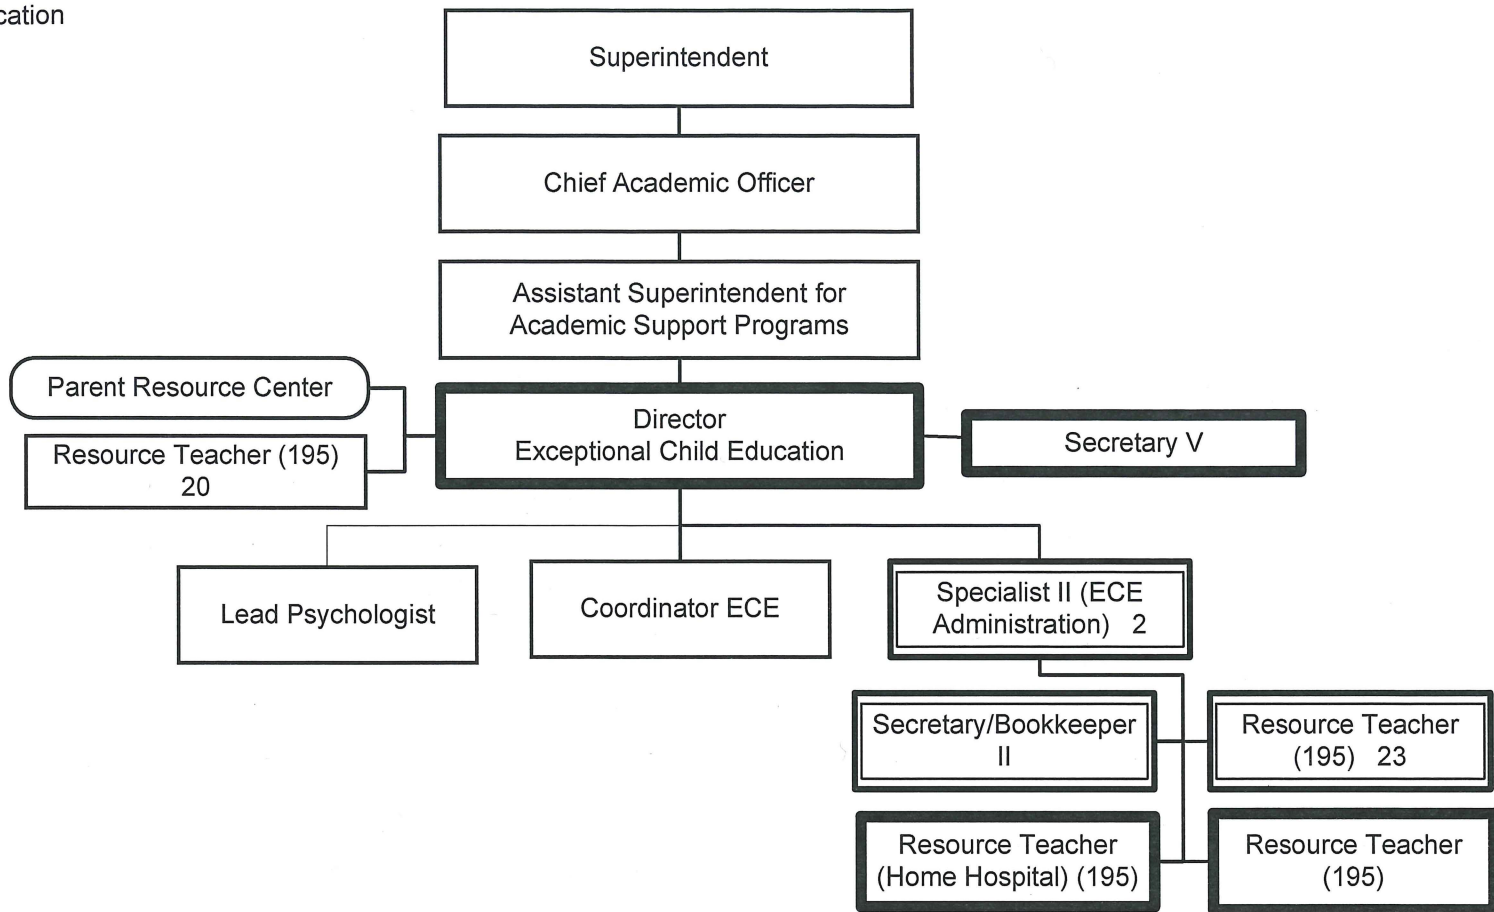 cation
Superintendent
Chief Academic Officer
Assistant Superintendent for
Academic Support Programs
Parent Resource Center
Resource Teacher (195)
20
Director
Exceptional Child Education
Secretary V
Lead Psychologist
Coordinator ECE
Specialist II (ECE
Administration) 2
Secretary/Bookkeeper
II
Resource Teacher
(195) 23
Resource Teacher
(Home Hospital) (195)
Resource Teacher
(195)